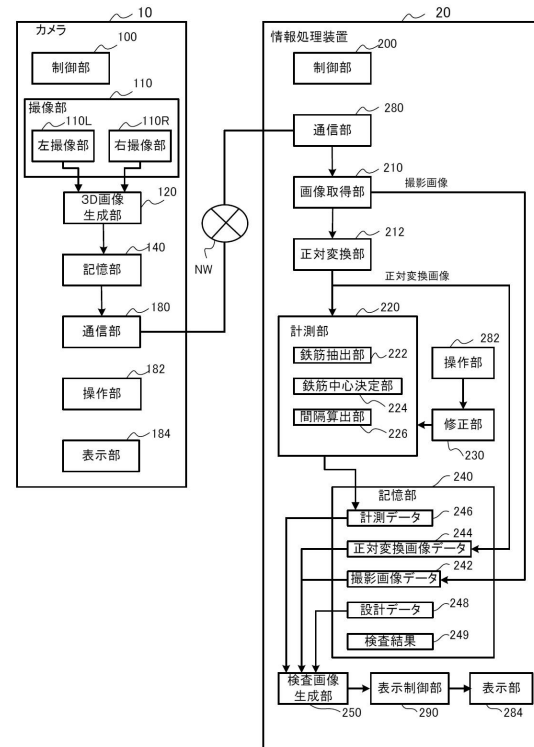 10
カメラ
100
制御部
110
撮像部
110L
110R
左撮像部
右撮像部
3D画像
生成部
120
140
記憶部
180
通信部
182
操作部
184
表示部
NW
20
情報処理装置
200
制御部
280
通信部
210
画像取得部
撮影画像
212
正対変換部
正対変換画像
220
計測部
鉄筋抽出部
222
鉄筋中心決定部
224
間隔算出部
226
282
操作部
修正部
230
240
記憶部
計測データ
246
244
正対変換画像データ
242
撮影画像データ
設計データ
248
検査結果
249
検査画像
生成部
250
表示制御部
290
表示部
284